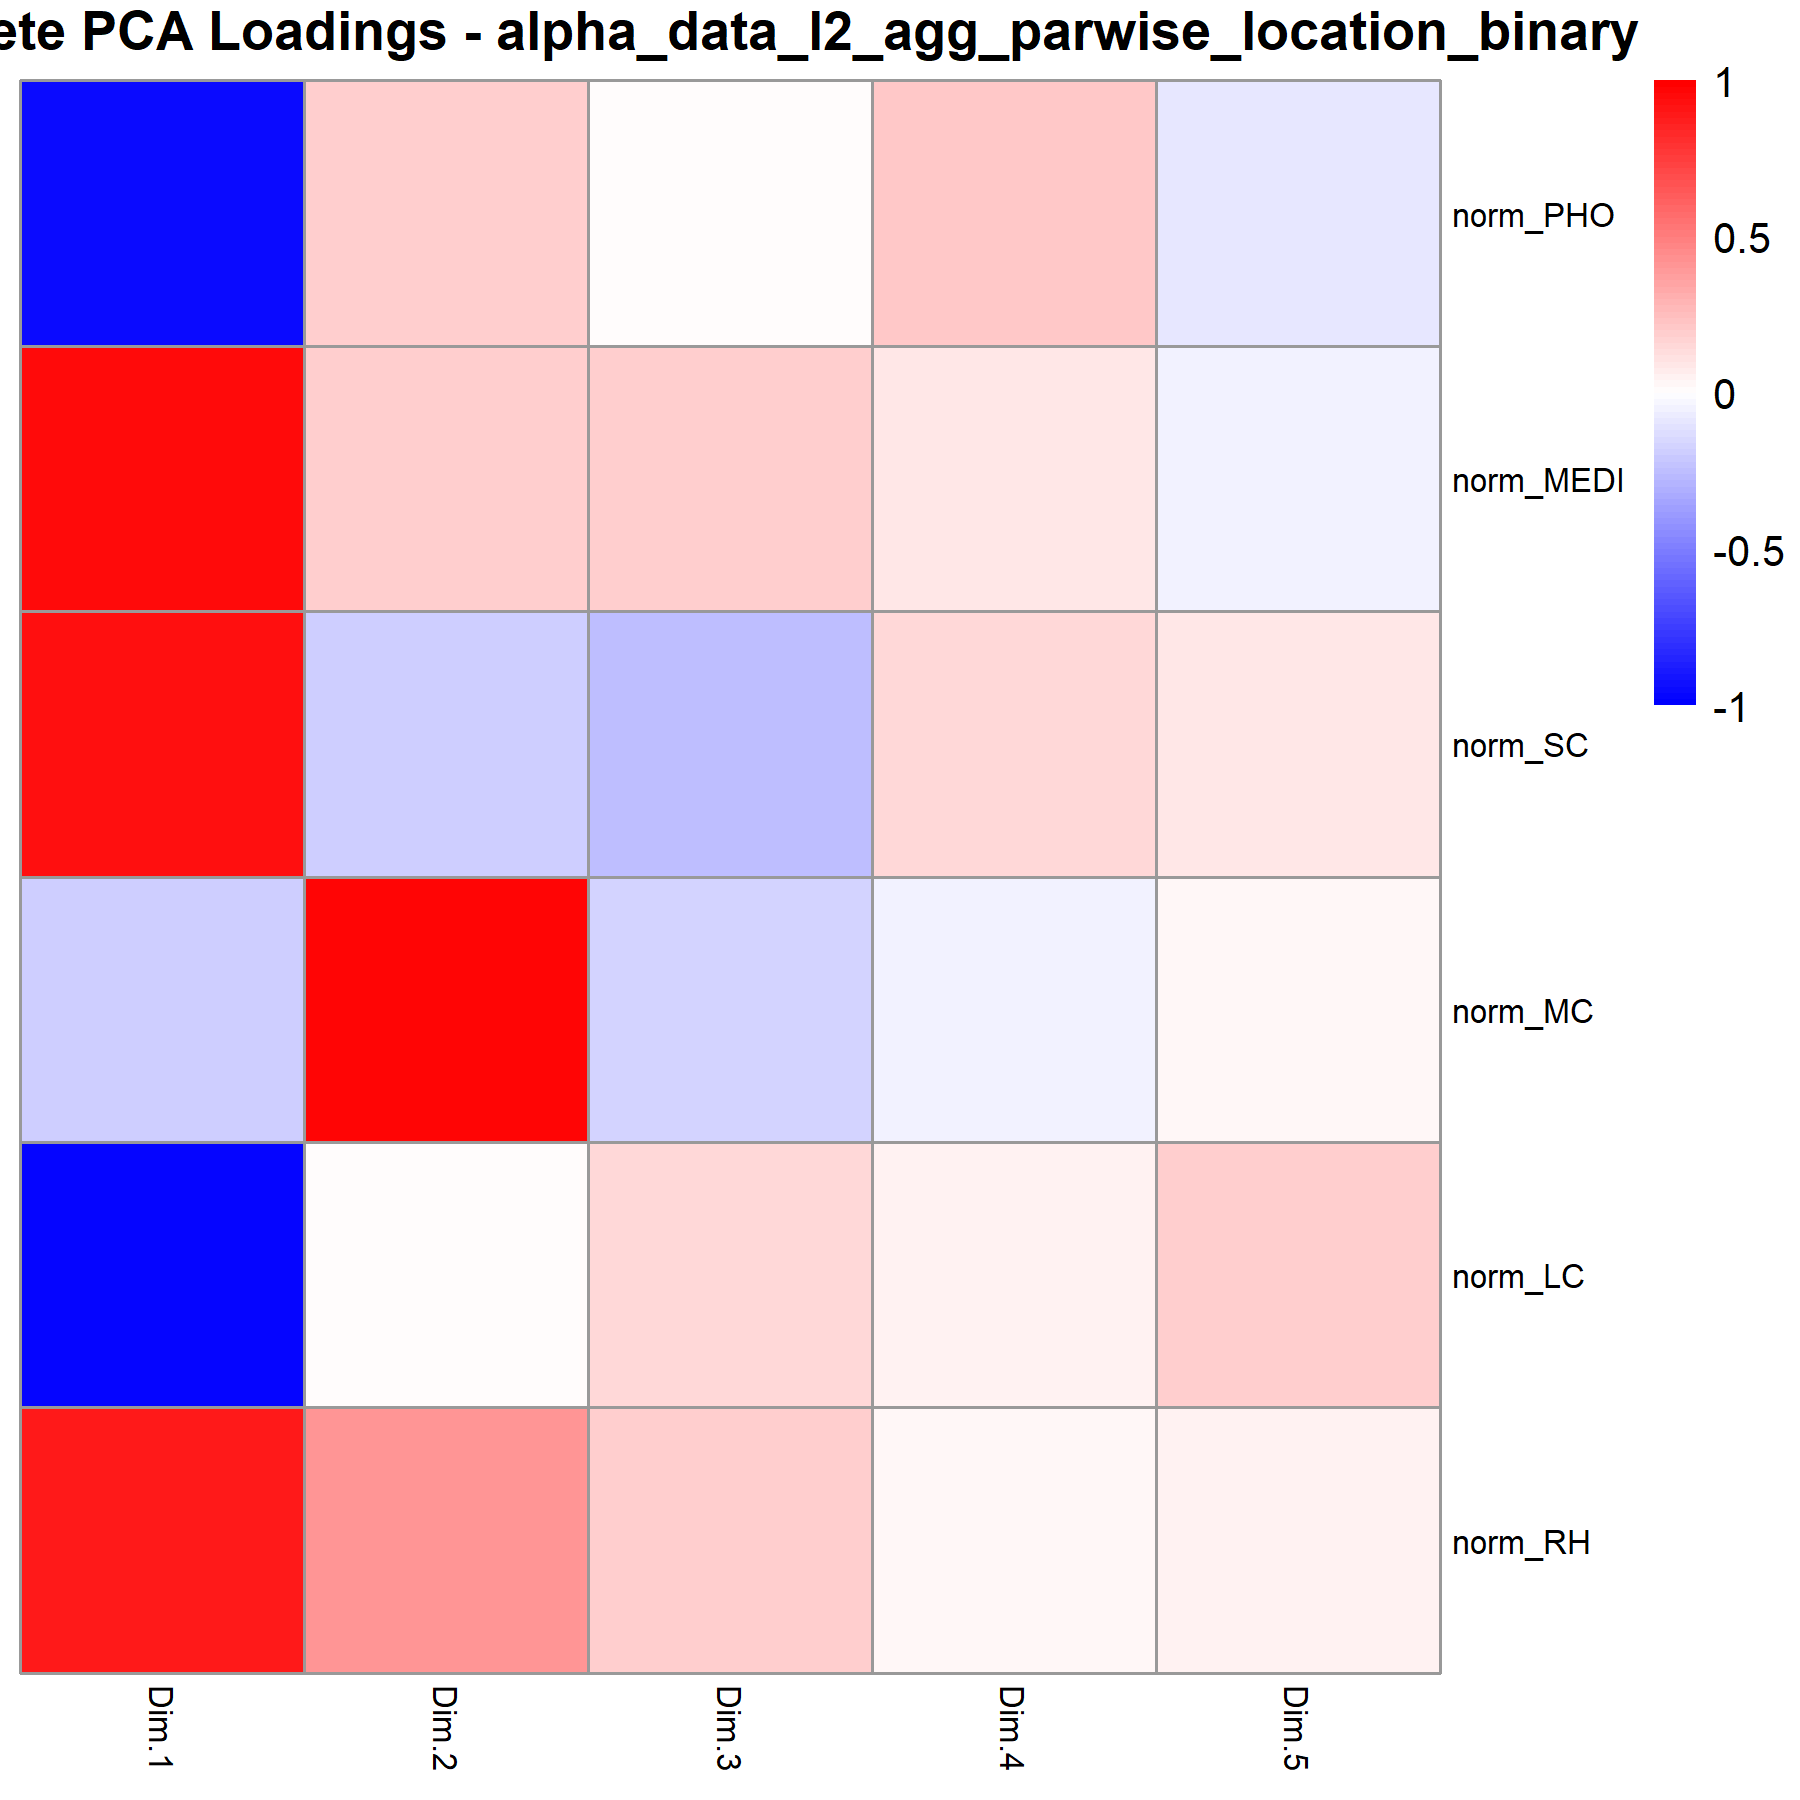 ete PCA Loadings - alpha_data_l2_agg_parwise_location_binary
1
0.5
0
-0.5
-1
norm_PHO
norm_MEDI
norm_SC
norm_MC
norm_LC
norm_RH
Dim.1
Dim.2
Dim.3
Dim.4
Dim.5